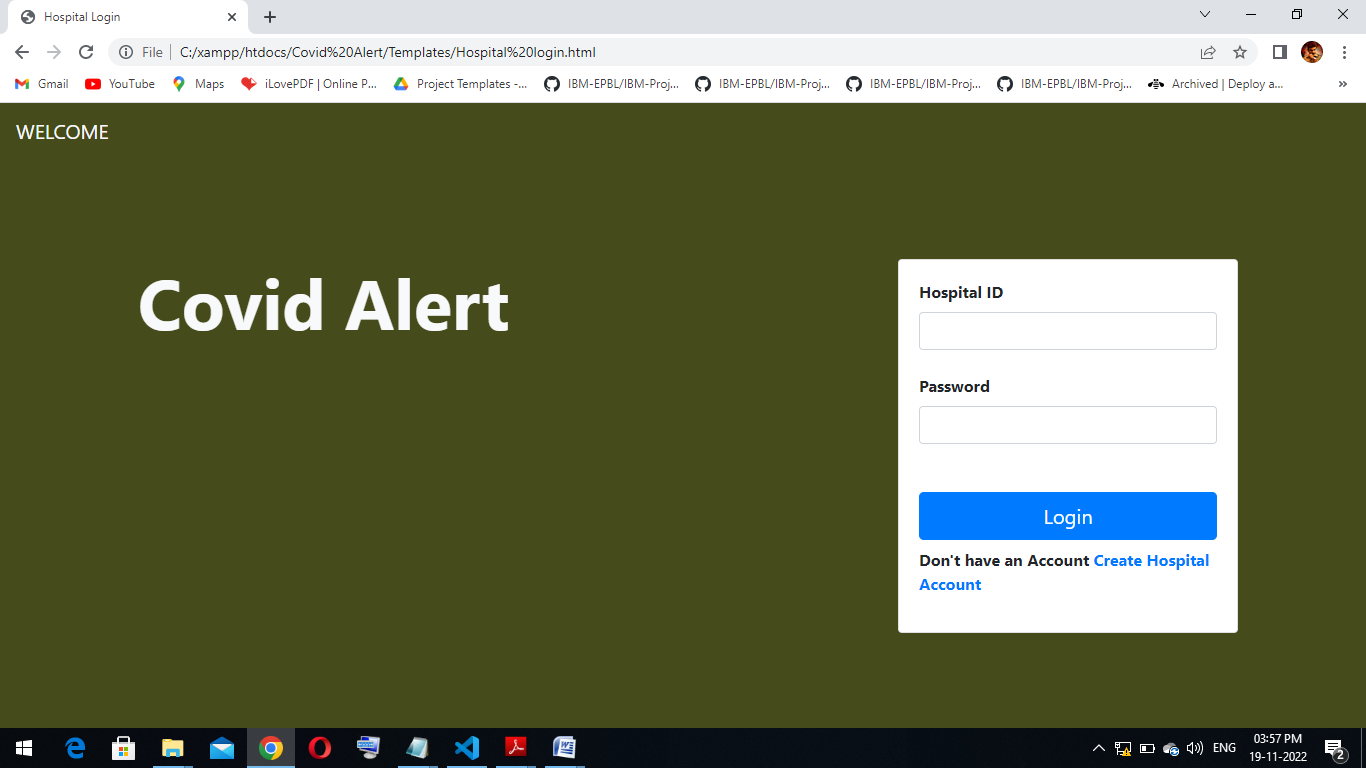 Hospital Login
File
C:/xampp/htdocs/Covid%20Alert/Templates/Hospital%20login.html
Gmail YouTube Maps iLovePDF | Online P... Project Templates -... IBM-EPBL/IBM-Proj... IBM-EPBL/IBM-Proj... IBM-EPBL/IBM-Proj... IBM-EPBL/IBM-Proj... Archived | Deploy a... »
WELCOME
Covid Alert
Hospital ID
Password
Login
Don't have an Account Create Hospital
Account
ENG
03:57 PM
19-11-2022
2